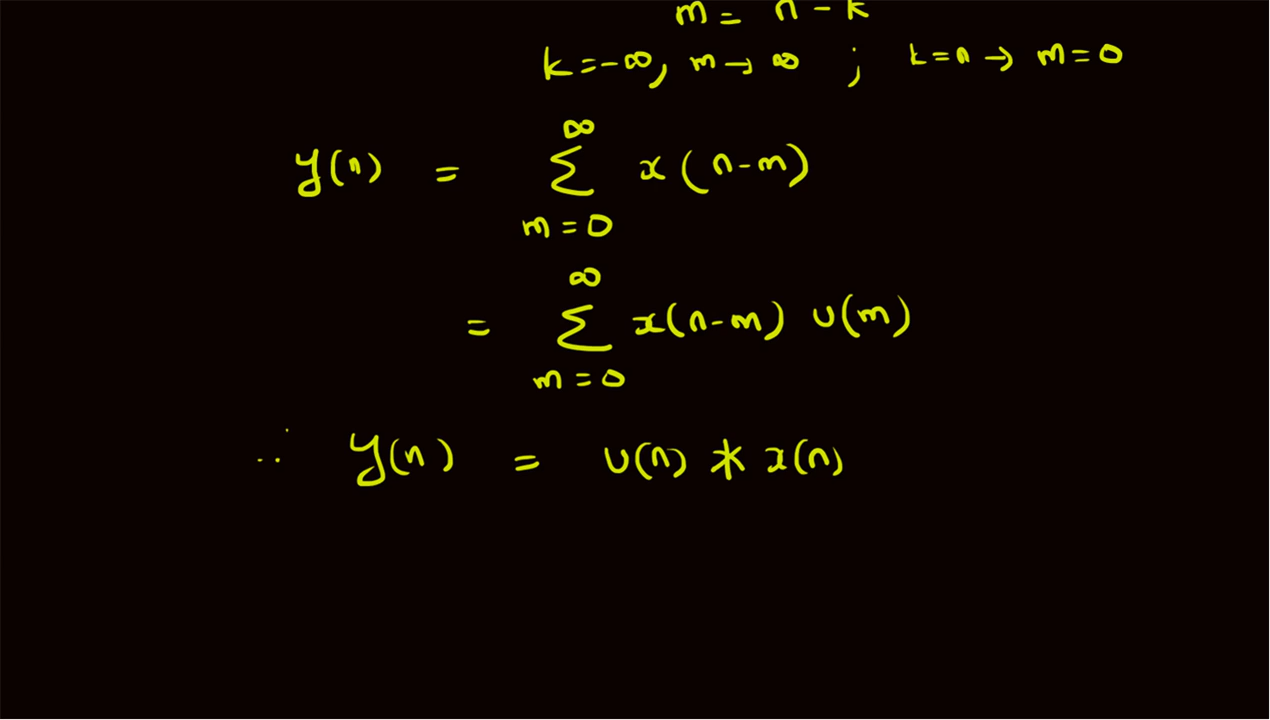 m = n - k
k = -∞, m → ∞ ; k = n → m = 0
y(n) = ∞ Σ m = 0 x(n-m)
= ∞ Σ m = 0 x(n-m) u(m)
∴ y(n) = u(n) * x(n)